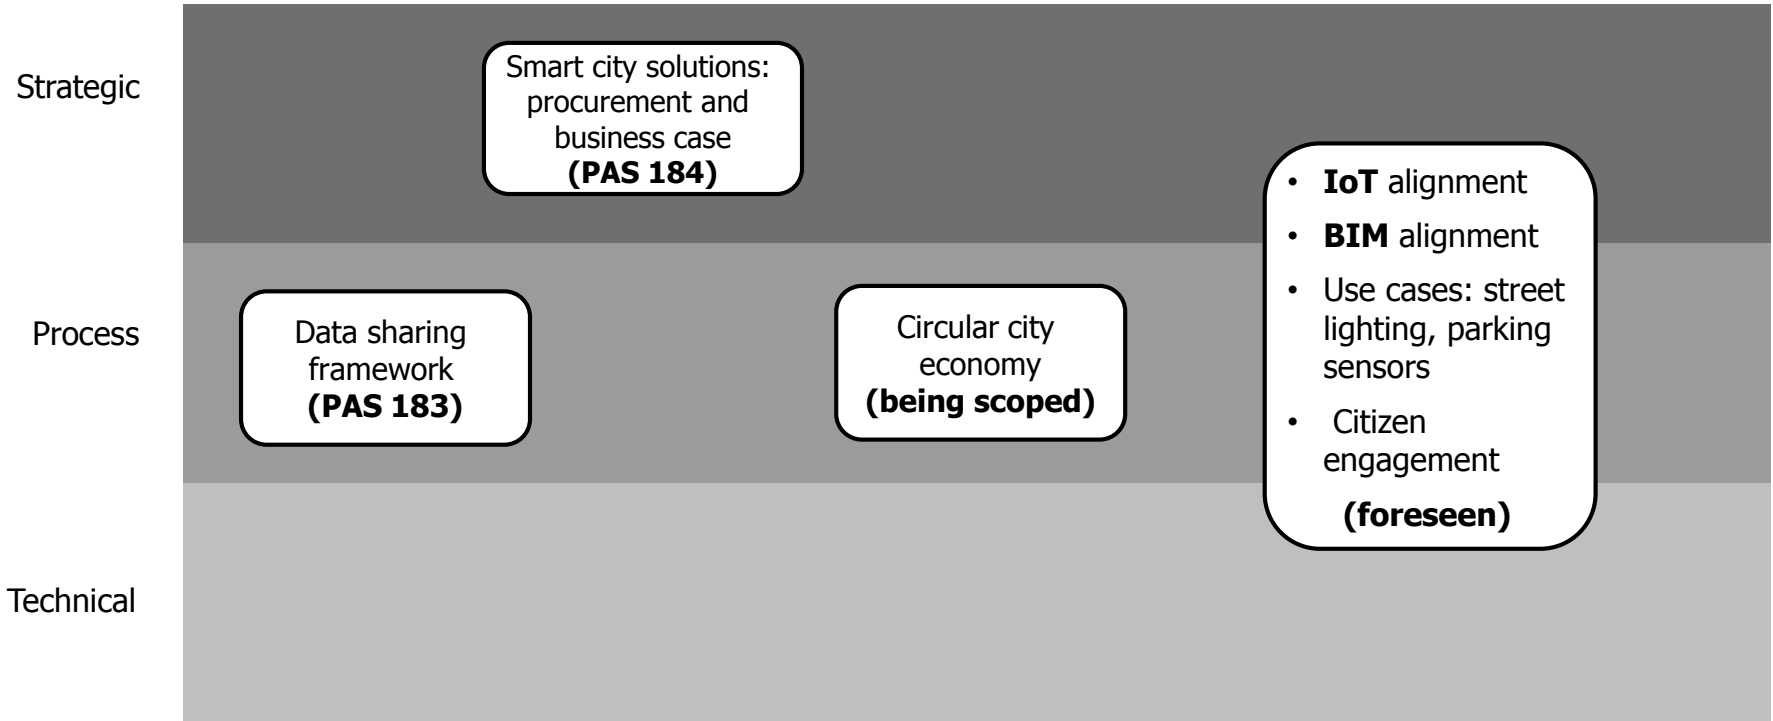 Strategic
Smart city solutions:
procurement and
business case
(PAS 184)
Process
Data sharing
framework
(PAS 183)
Circular city
economy
(being scoped)
• IoT alignment
• BIM alignment
• Use cases: street
lighting, parking
sensors
• Citizen
engagement
(foreseen)
Technical